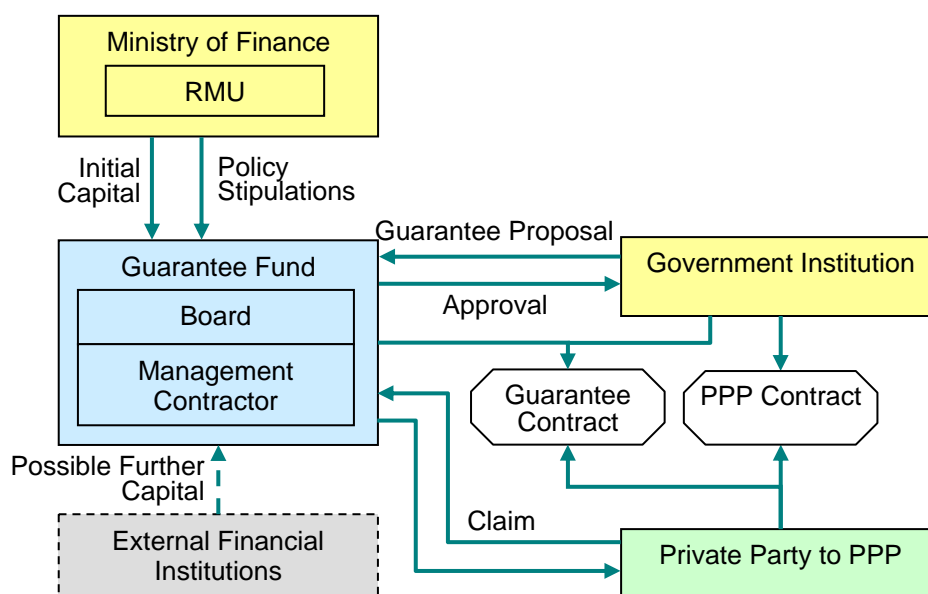 Ministry of Finance
RMU
Initial
Capital
Policy
Stipulations
Guarantee Proposal
Guarantee Fund
Government Institution
Board
Approval
Management
Contractor
Guarantee
Contract
PPP Contract
Possible Further
Capital
Claim
External Financial
Institutions
Private Party to PPP